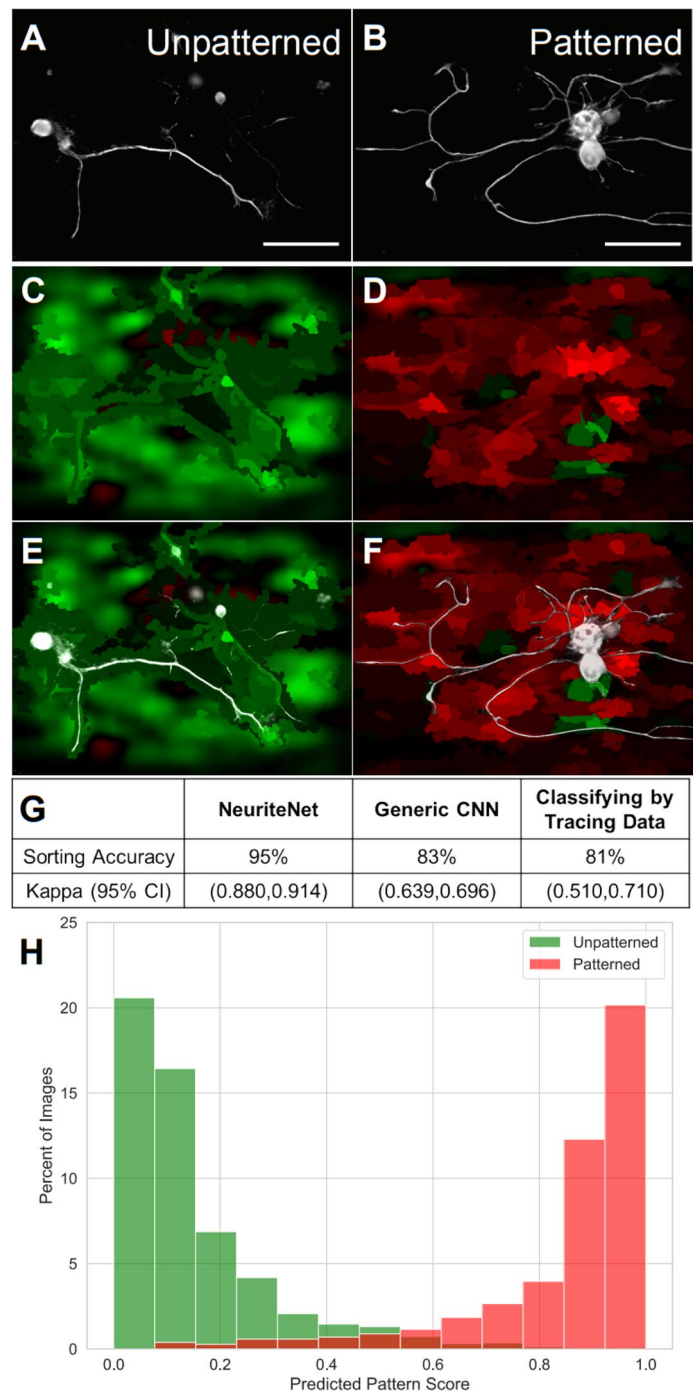 A Unpatterned
B Patterned
C
D
E
F
G NeuriteNet Generic CNN Classifying by
Tracing Data
Sorting Accuracy 95% 83% 81%
Kappa (95% CI) (0.880,0.914) (0.639,0.696) (0.510,0.710)
H
Unpatterned
Patterned
25
20
15
10
5
0
Percent of Images
0.0 0.2 0.4 0.6 0.8 1.0
Predicted Pattern Score